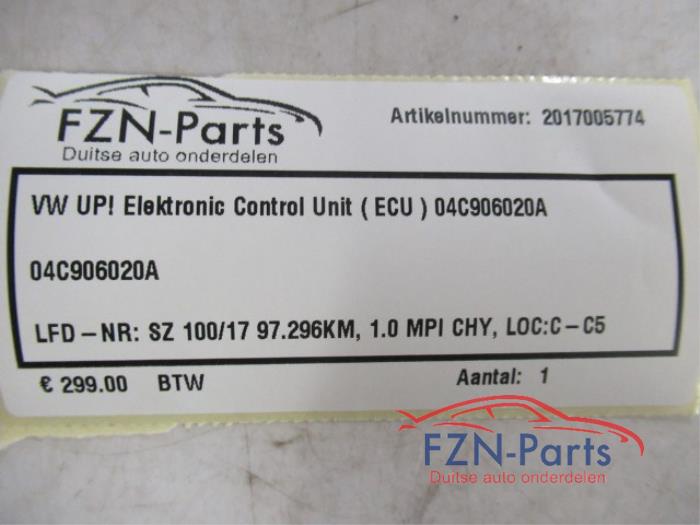 FZN-Parts
Duitse auto onderdelen
Artikelnummer: 2017005774
VW UP! Elektronic Control Unit ( ECU ) 04C906020A
04C906020A
LFD-NR: SZ 100/17 97.296KM, 1.0 MPI CHY, LOC:C-C5
€ 299.00 BTW
Aantal: 1
FZN-Parts
Duitse auto onderdelen